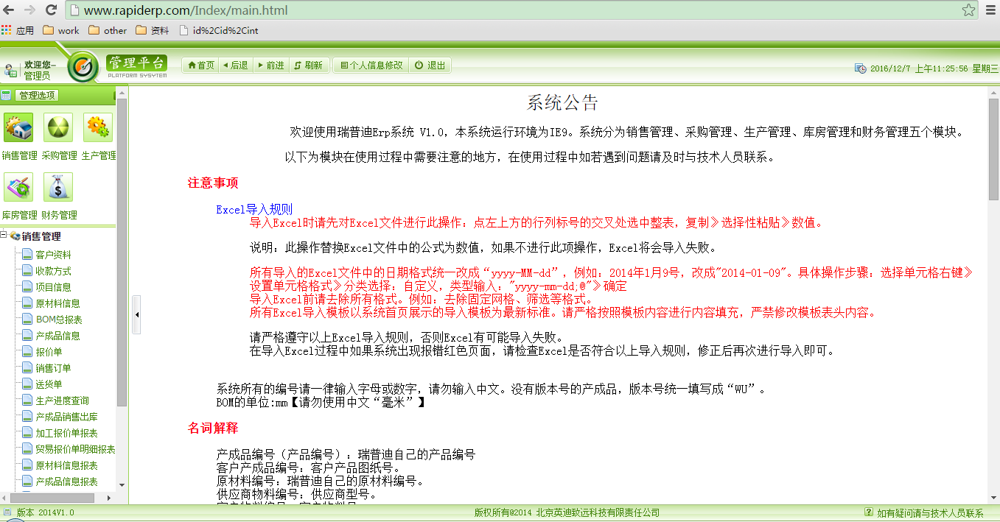 www.rapiderp.com/Index/main.html
应用 work other 资料 id%2Cid%2Cint
欢迎您-
管理员
管理平台
PLATFORM SYSYTEM
首页 后退 前进 刷新 个人信息修改 退出
2016/12/7 上午11:25:56 星期三
管理选项
销售管理 采购管理 生产管理
库房管理 财务管理
销售管理
客户资料
收款方式
项目信息
原材料信息
BOM总报表
产成品信息
报价单
销售订单
送货单
生产进度查询
产成品销售出库
加工报价单报表
贸易报价单明细报表
原材料信息报表
产成品信息报表
系统公告
欢迎使用瑞普迪Erp系统 V1.0，本系统运行环境为IE9。系统分为销售管理、采购管理、生产管理、库房管理和财务管理五个模块。
以下为模块在使用过程中需要注意的地方，在使用过程中如若遇到问题请及时与技术人员联系。
注意事项
Excel导入规则
导入Excel时请先对Excel文件进行此操作：点左上方的行列标号的交叉处选中整表，复制》选择性粘贴》数值。
说明：此操作替换Excel文件中的公式为数值，如果不进行此项操作，Excel将会导入失败。
所有导入的Excel文件中的日期格式统一改成“yyyy-MM-dd”，例如：2014年1月9号，改成"2014-01-09"。具体操作步骤：选择单元格右键》
设置单元格格式》分类选择：自定义，类型输入："yyyy-mm-dd;@"》确定
导入Excel前请去除所有格式。例如：去除固定网格、筛选等格式。
所有Excel导入模板以系统首页展示的导入模板为最新标准。请严格按照模板内容进行内容填充，严禁修改模板表头内容。
请严格遵守以上Excel导入规则，否则Excel有可能导入失败。
在导入Excel过程中如果系统出现报错红色页面，请检查Excel是否符合以上导入规则，修正后再次进行导入即可。
系统所有的编号请一律输入字母或数字，请勿输入中文。没有版本号的产成品，版本号统一填写成“WU”。
BOM的单位:mm【请勿使用中文“毫米”】
名词解释
产成品编号（产品编号）：瑞普迪自己的产品编号
客户产成品编号：客户产品图纸号。
原材料编号：瑞普迪自己的原材料编号。
供应商物料编号：供应商型号。
版本 2014V1.0
版权所有@2014 北京英迪致远科技有限责任公司
如有疑问请与技术人员联系